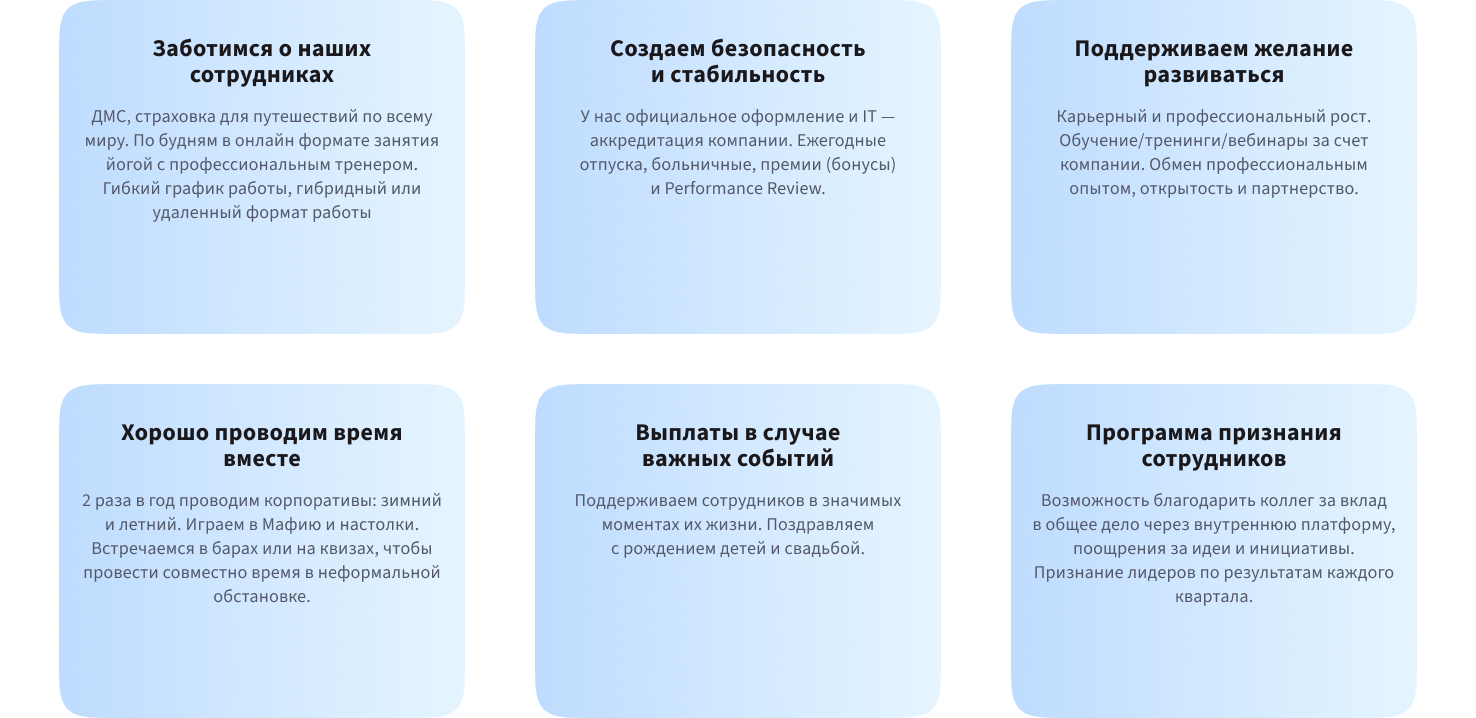 Заботимся о наших
сотрудниках
ДМС, страховка для путешествий по всему
миру. По будням в онлайн формате занятия
йогой с профессиональным тренером.
Гибкий график работы, гибридный или
удаленный формат работы
Создаем безопасность
и стабильность
У нас официальное оформление и IT —
аккредитация компании. Ежегодные
отпуска, больничные, премии (бонусы)
и Performance Review.
Поддерживаем желание
развиваться
Карьерный и профессиональный рост.
Обучение/тренинги/вебинары за счет
компании. Обмен профессиональным
опытом, открытость и партнерство.
Хорошо проводим время
вместе
2 раза в год проводим корпоративы: зимний
и летний. Играем в Мафию и настолки.
Встречаемся в барах или на квизах, чтобы
провести совместно время в неформальной
обстановке.
Выплаты в случае
важных событий
Поддерживаем сотрудников в значимых
моментах их жизни. Поздравляем
с рождением детей и свадьбой.
Программа признания
сотрудников
Возможность благодарить коллег за вклад
в общее дело через внутреннюю платформу,
поощрения за идеи и инициативы.
Признание лидеров по результатам каждого
квартала.